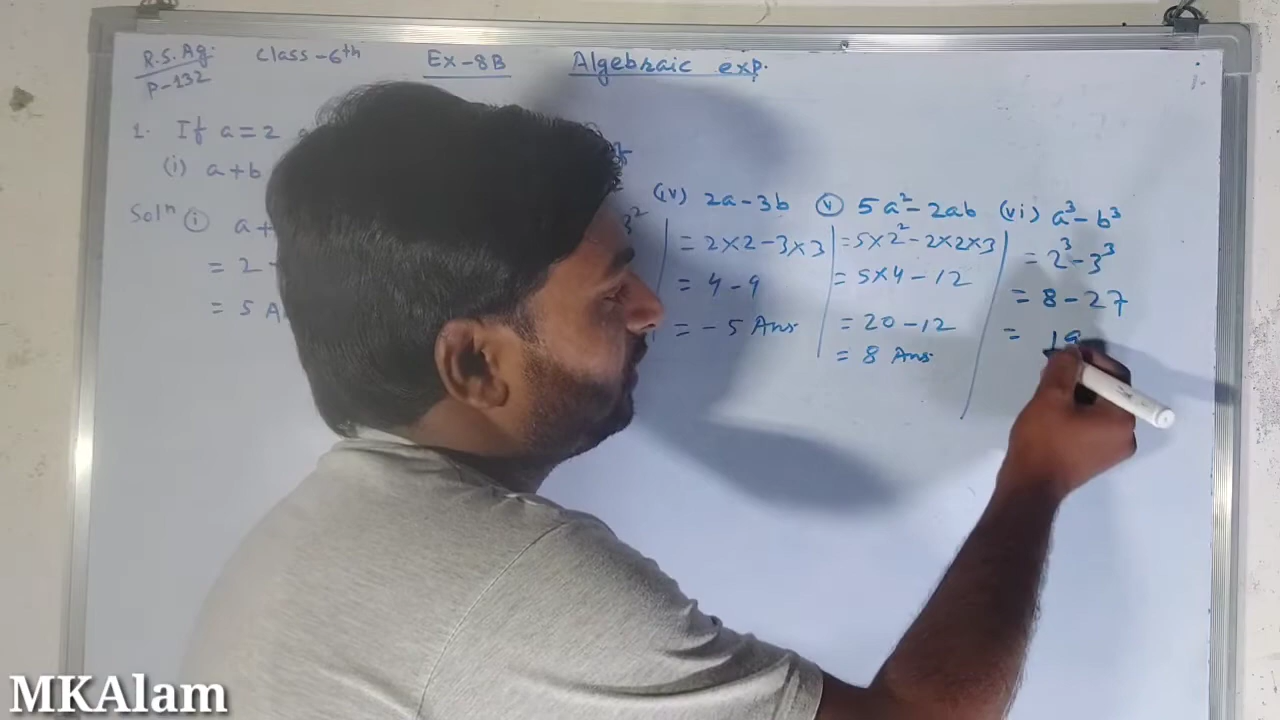 R.S. Ag. Class-6th Ex-8B Algebraic exp.
P-132
1. If a=2
(i) a+b
Soln (i) a+
= 2
= 5
(iv) 2a-3b
= 2×2-3×3
= 4-9
= -5 Ans
(v) 5a²-2ab
=5×2²-2×2×3
= 5×4-12
= 20-12
= 8 Ans.
(vi) a³-b³
= 2³-3³
= 8-27
= 19
MKAlam